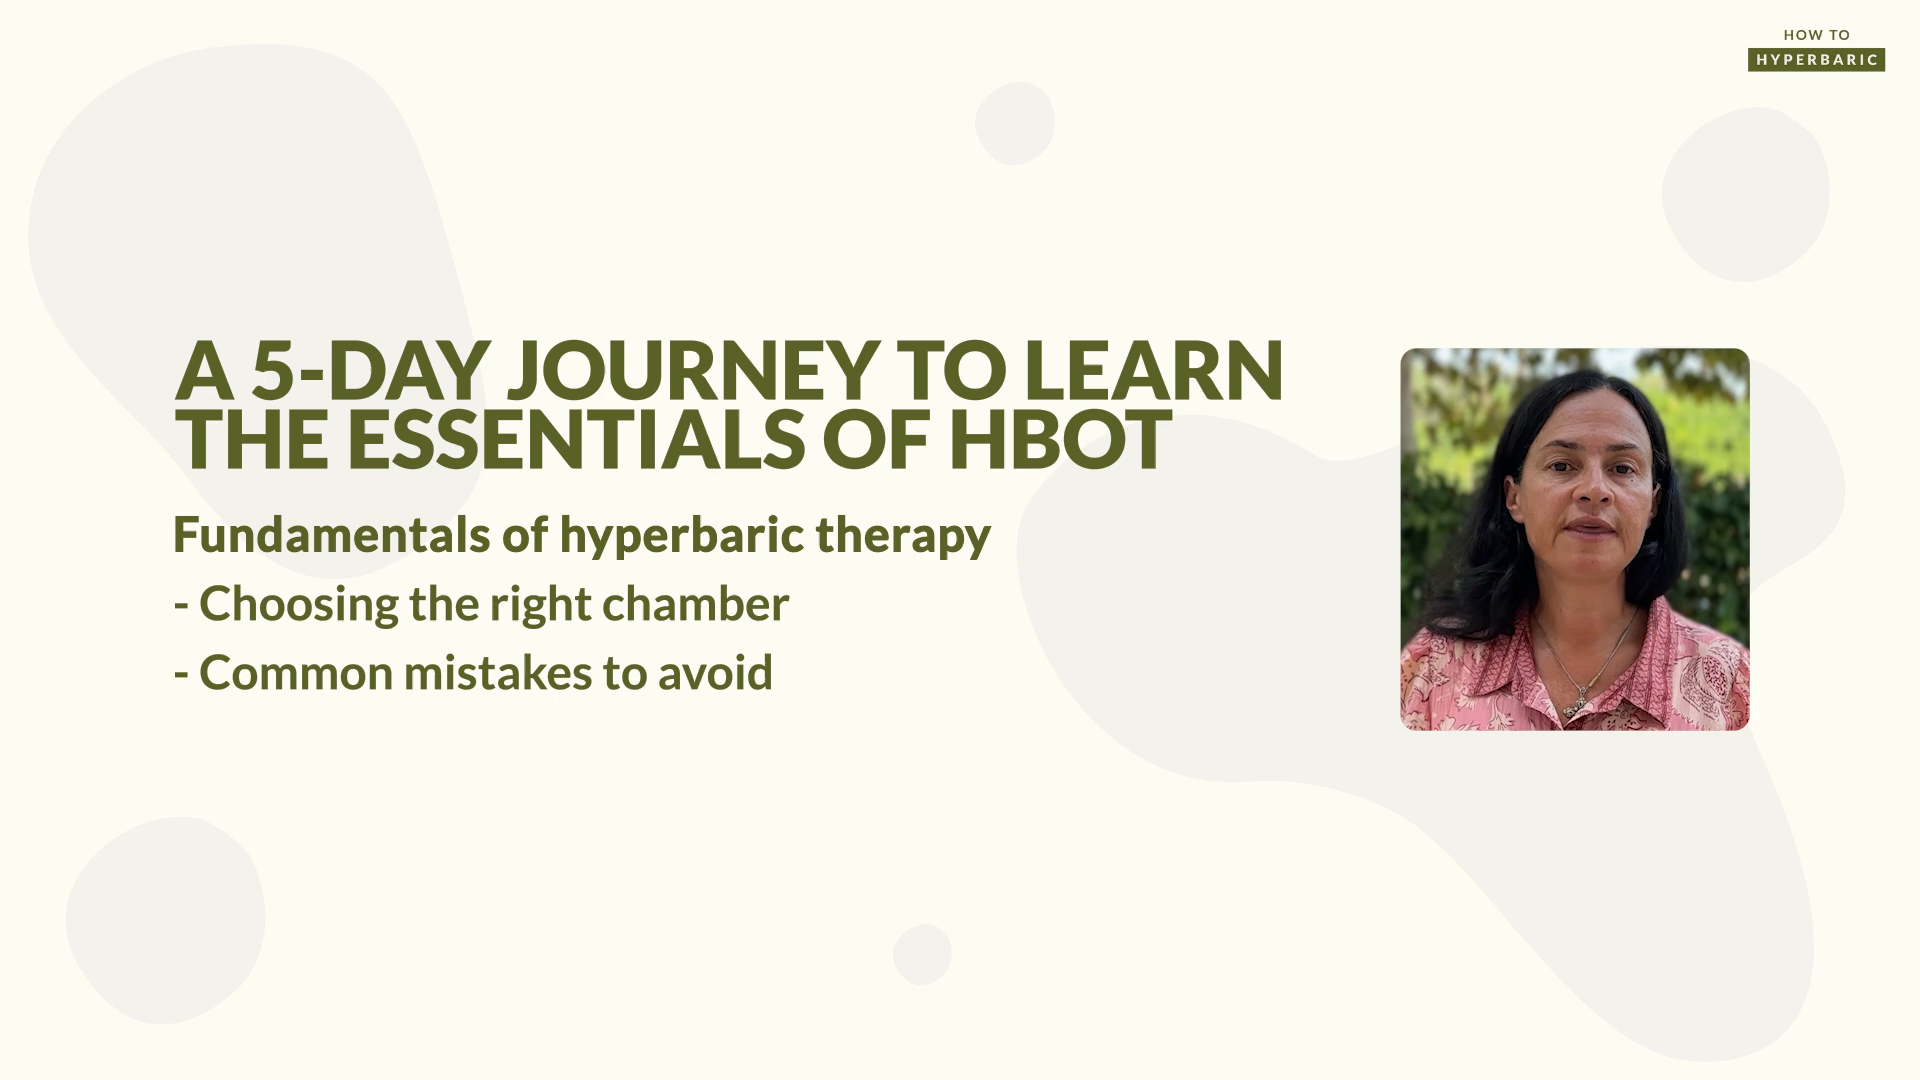 HOW TO
HYPERBARIC
A 5-DAY JOURNEY TO LEARN
THE ESSENTIALS OF HBOT
Fundamentals of hyperbaric therapy
- Choosing the right chamber
- Common mistakes to avoid